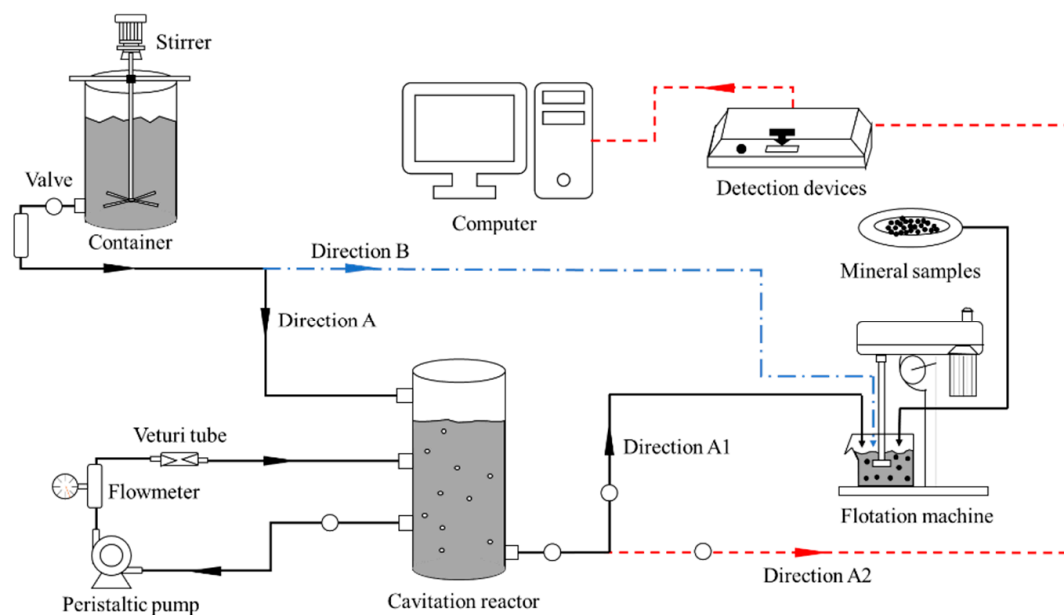 Stirrer
Valve
Container
Computer
Detection devices
Mineral samples
Direction B
Direction A
Veturi tube
Flowmeter
Direction A1
Flotation machine
Peristaltic pump
Cavitation reactor
Direction A2